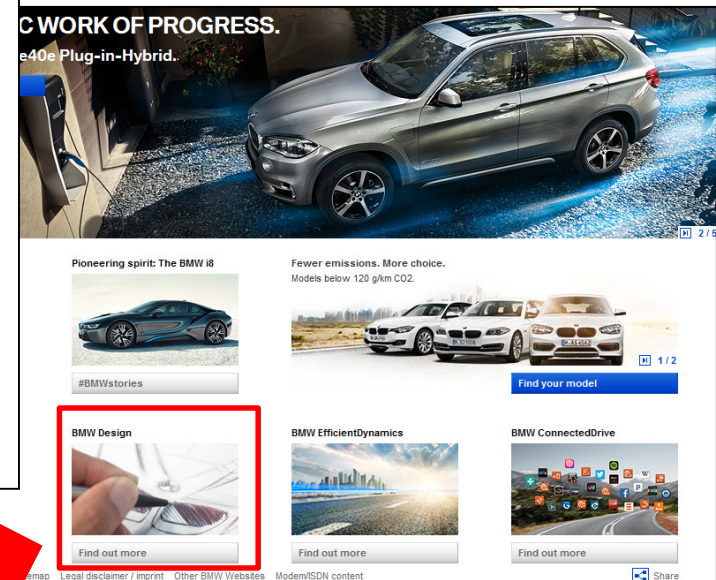 C WORK OF PROGRESS.
e40e Plug-in-Hybrid.
2 / 5
Pioneering spirit: The BMW i8
Fewer emissions. More choice.
Models below 120 g/km CO2.
1 / 2
#BMWstories
Find your model
BMW Design
BMW EfficientDynamics
BMW ConnectedDrive
Find out more
Find out more
Find out more
emap Legal disclaimer / imprint Other BMW Websites Modem/ISDN content
Share